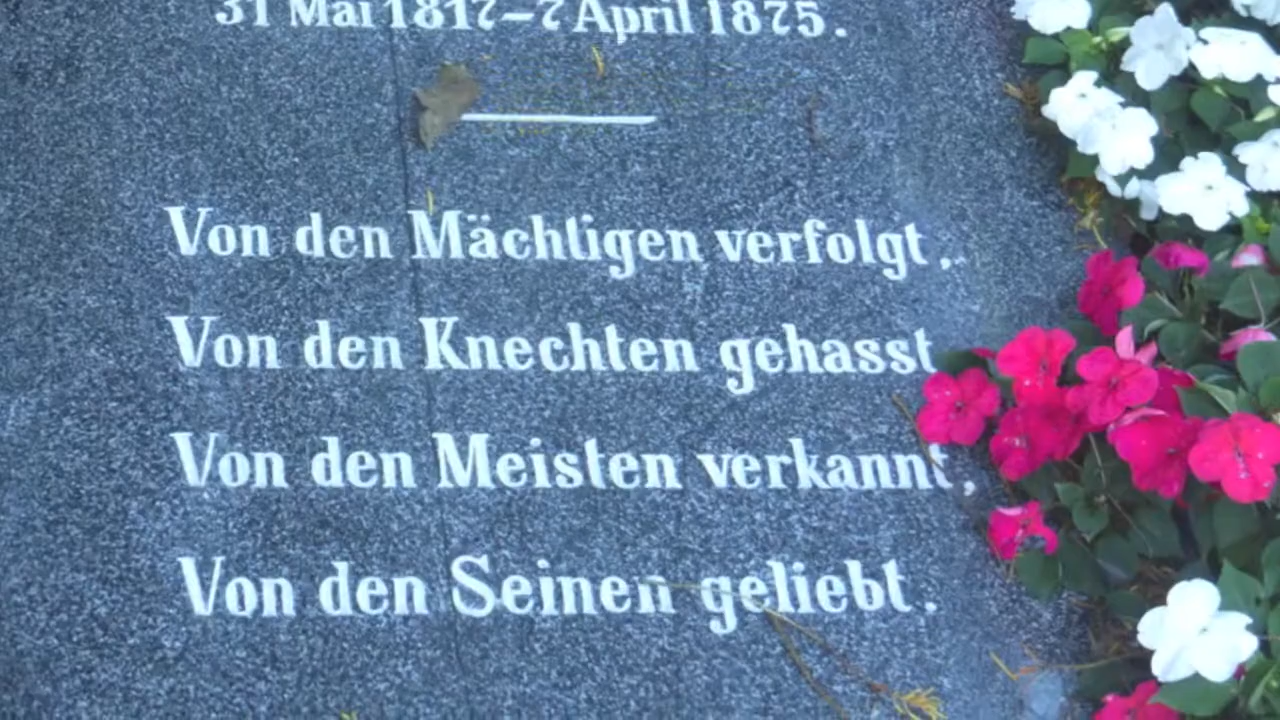 31 Mai 1817–7 April 1875.
Von den Mächtigen verfolgt,
Von den Knechten gehasst
Von den Meisten verkannt,
Von den Seinen geliebt.